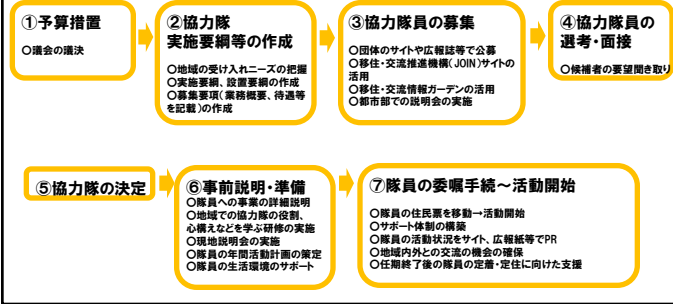 ①予算措置
○議会の議決
②協力隊
実施要綱等の作成
○地域の受け入れニーズの把握
○実施要綱、設置要綱の作成
○募集要項(業務概要、待遇等
を記載)の作成
③協力隊員の募集
○団体のサイトや広報誌等で公募
○移住・交流推進機構(JOIN)サイトの
活用
○移住・交流情報ガーデンの活用
○都市部での説明会の実施
④協力隊員の
選考・面接
○候補者の要望聞き取り
⑤協力隊の決定
⑥事前説明・準備
○隊員への事業の詳細説明
○地域での協力隊の役割、
心構えなどを学ぶ研修の実施
○現地説明会の実施
○隊員の年間活動計画の策定
○隊員の生活環境のサポート
⑦隊員の委嘱手続～活動開始
○隊員の住民票を移動→活動開始
○サポート体制の構築
○隊員の活動状況をサイト、広報紙等でPR
○地域内外との交流の機会の確保
○任期終了後の隊員の定着・定住に向けた支援